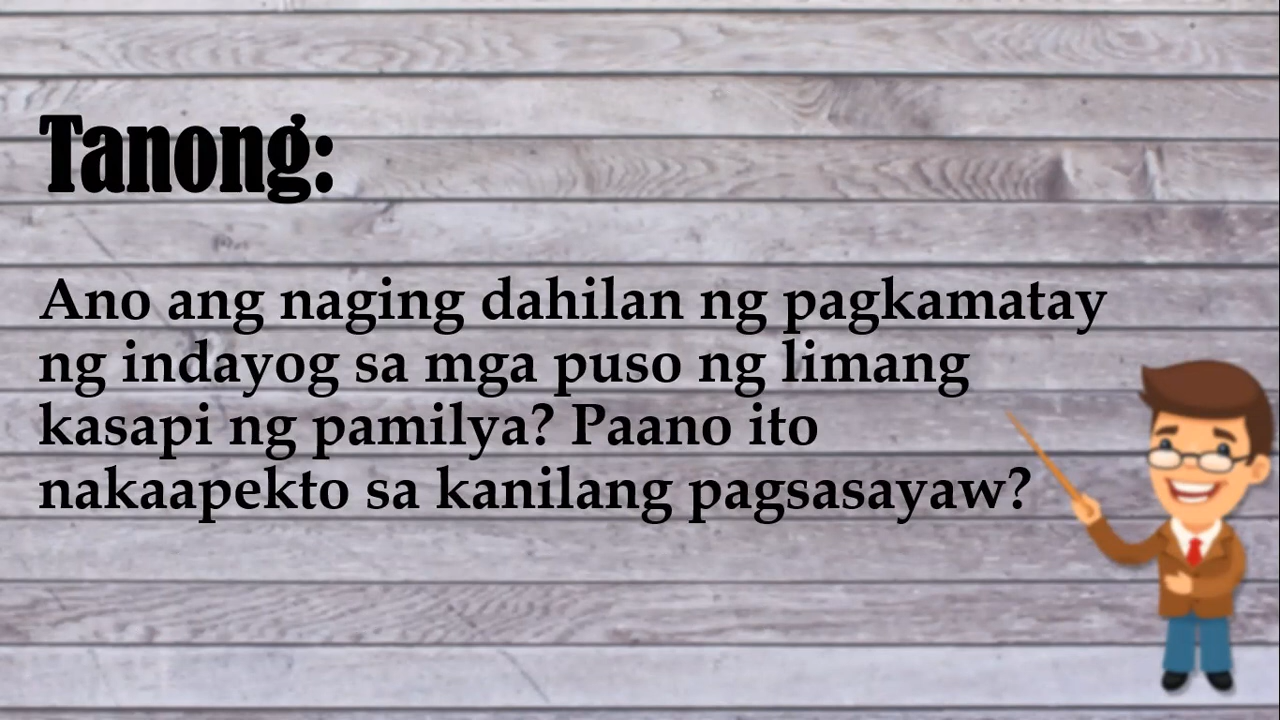 Tanong:
Ano ang naging dahilan ng pagkamatay
ng indayog sa mga puso ng limang
kasapi ng pamilya? Paano ito
nakaapekto sa kanilang pagsasayaw?